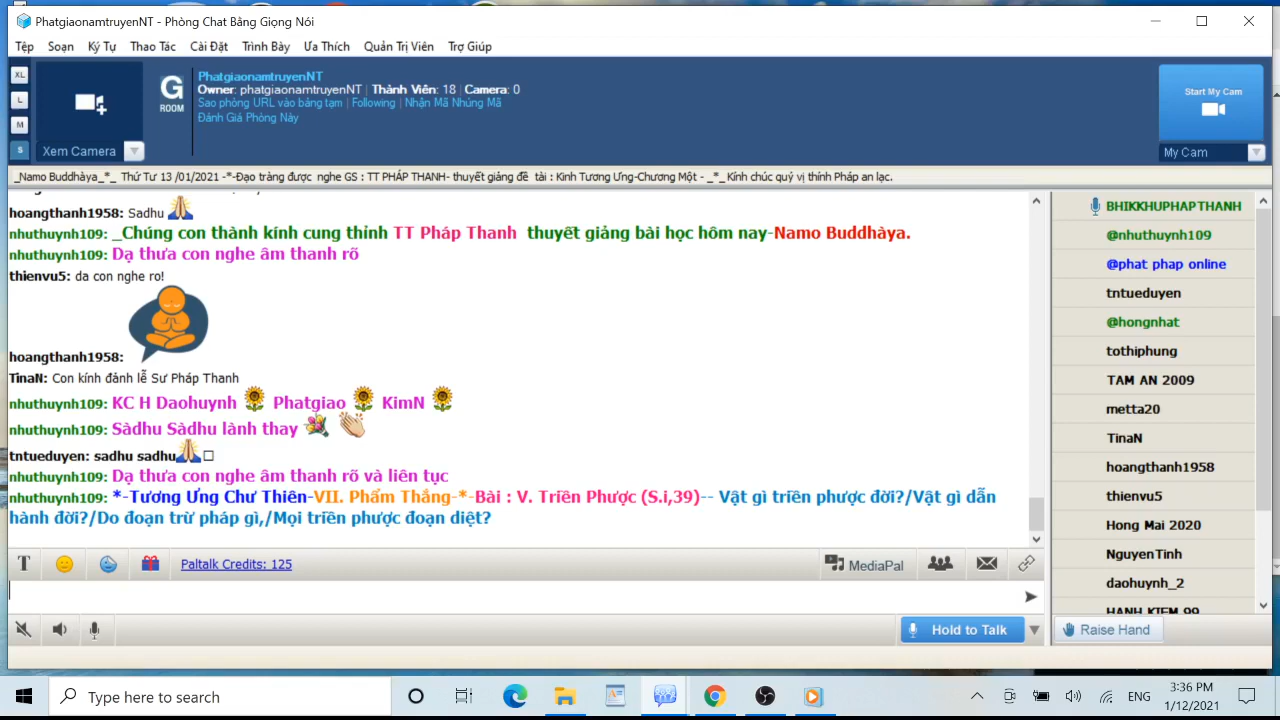 PhatgiaonamtruyenNT - Phòng Chat Bằng Giọng Nói
Tệp Soạn Ký Tự Thao Tác Cài Đặt Trình Bày Ưa Thích Quản Trị Viên Trợ Giúp
XL
L
M
S
Xem Camera
G
ROOM
PhatgiaonamtruyenNT
Owner: phatgiaonamtruyenNT | Thành Viên: 18 | Camera: 0
Sao phòng URL vào bảng tạm | Following | Nhận Mã Nhúng Mã
Đánh Giá Phòng Này
Start My Cam
My Cam
_Namo Buddhàya_*_ Thứ Tư 13 /01/2021 -*-Đạo tràng được nghe GS : TT PHÁP THANH- thuyết giảng đề tài : Kinh Tương Ưng-Chương Một - _*_Kính chúc quý vị thính Pháp an lạc.
hoangthanh1958: Sadhu
nhuthuynh109: _Chúng con thành kính cung thỉnh TT Pháp Thanh thuyết giảng bài học hôm nay-Namo Buddhàya.
nhuthuynh109: Dạ thưa con nghe âm thanh rõ
thienvu5: da con nghe ro!
hoangthanh1958:
TinaN: Con kính đảnh lễ Sư Pháp Thanh
nhuthuynh109: KC H Daohuynh Phatgiao KimN
nhuthuynh109: Sàdhu Sàdhu lành thay
tntueduyen: sadhu sadhu
nhuthuynh109: Dạ thưa con nghe âm thanh rõ và liên tục
nhuthuynh109: *-Tương Ưng Chư Thiên-VII. Phẩm Thắng-*-Bài : V. Triền Phược (S.i,39)-- Vật gì triền phược đời?/Vật gì dẫn
hành đời?/Do đoạn trừ pháp gì,/Mọi triền phược đoạn diệt?
BHIKKHUPHAPTHANH
@nhuthuynh109
@phat phap online
tntueduyen
@hongnhat
tothiphung
TAM AN 2009
metta20
TinaN
hoangthanh1958
thienvu5
Hong Mai 2020
NguyenTinh
daohuynh_2
HANH KIEM 99
T
Paltalk Credits: 125
MediaPal
Hold to Talk
Raise Hand
Type here to search
ENG
3:36 PM
1/12/2021